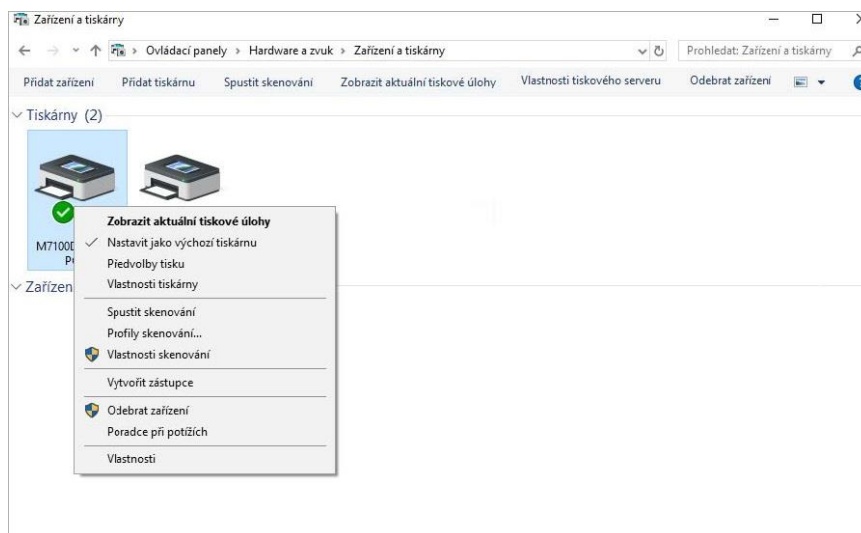 Zařízení a tiskárny
Ovládací panely > Hardware a zvuk > Zařízení a tiskárny
Prohledat: Zařízení a tiskárny
Přidat zařízení Přidat tiskárnu Spustit skenování Zobrazit aktuální tiskové úlohy Vlastnosti tiskového serveru Odebrat zařízení
Tiskárny (2)
Zobrazit aktuální tiskové úlohy
Nastavit jako výchozí tiskárnu
Předvolby tisku
Vlastnosti tiskárny
Spustit skenování
Profily skenování...
Vlastnosti skenování
Vytvořit zástupce
Odebrat zařízení
Poradce při potížích
Vlastnosti